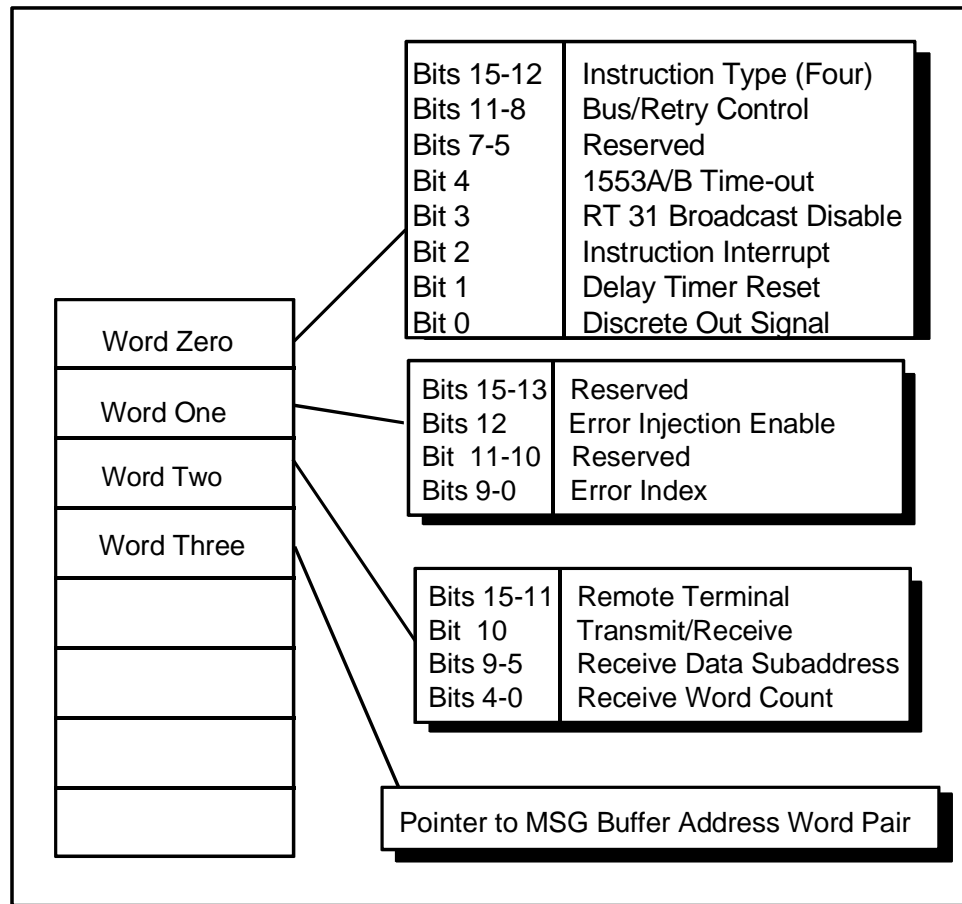 Bits 15-12 Instruction Type (Four)
Bits 11-8 Bus/Retry Control
Bits 7-5 Reserved
Bit 4 1553A/B Time-out
Bit 3 RT 31 Broadcast Disable
Bit 2 Instruction Interrupt
Bit 1 Delay Timer Reset
Bit 0 Discrete Out Signal
Word Zero
Word One
Word Two
Word Three
Bits 15-13 Reserved
Bits 12 Error Injection Enable
Bit 11-10 Reserved
Bits 9-0 Error Index
Bits 15-11 Remote Terminal
Bit 10 Transmit/Receive
Bits 9-5 Receive Data Subaddress
Bits 4-0 Receive Word Count
Pointer to MSG Buffer Address Word Pair